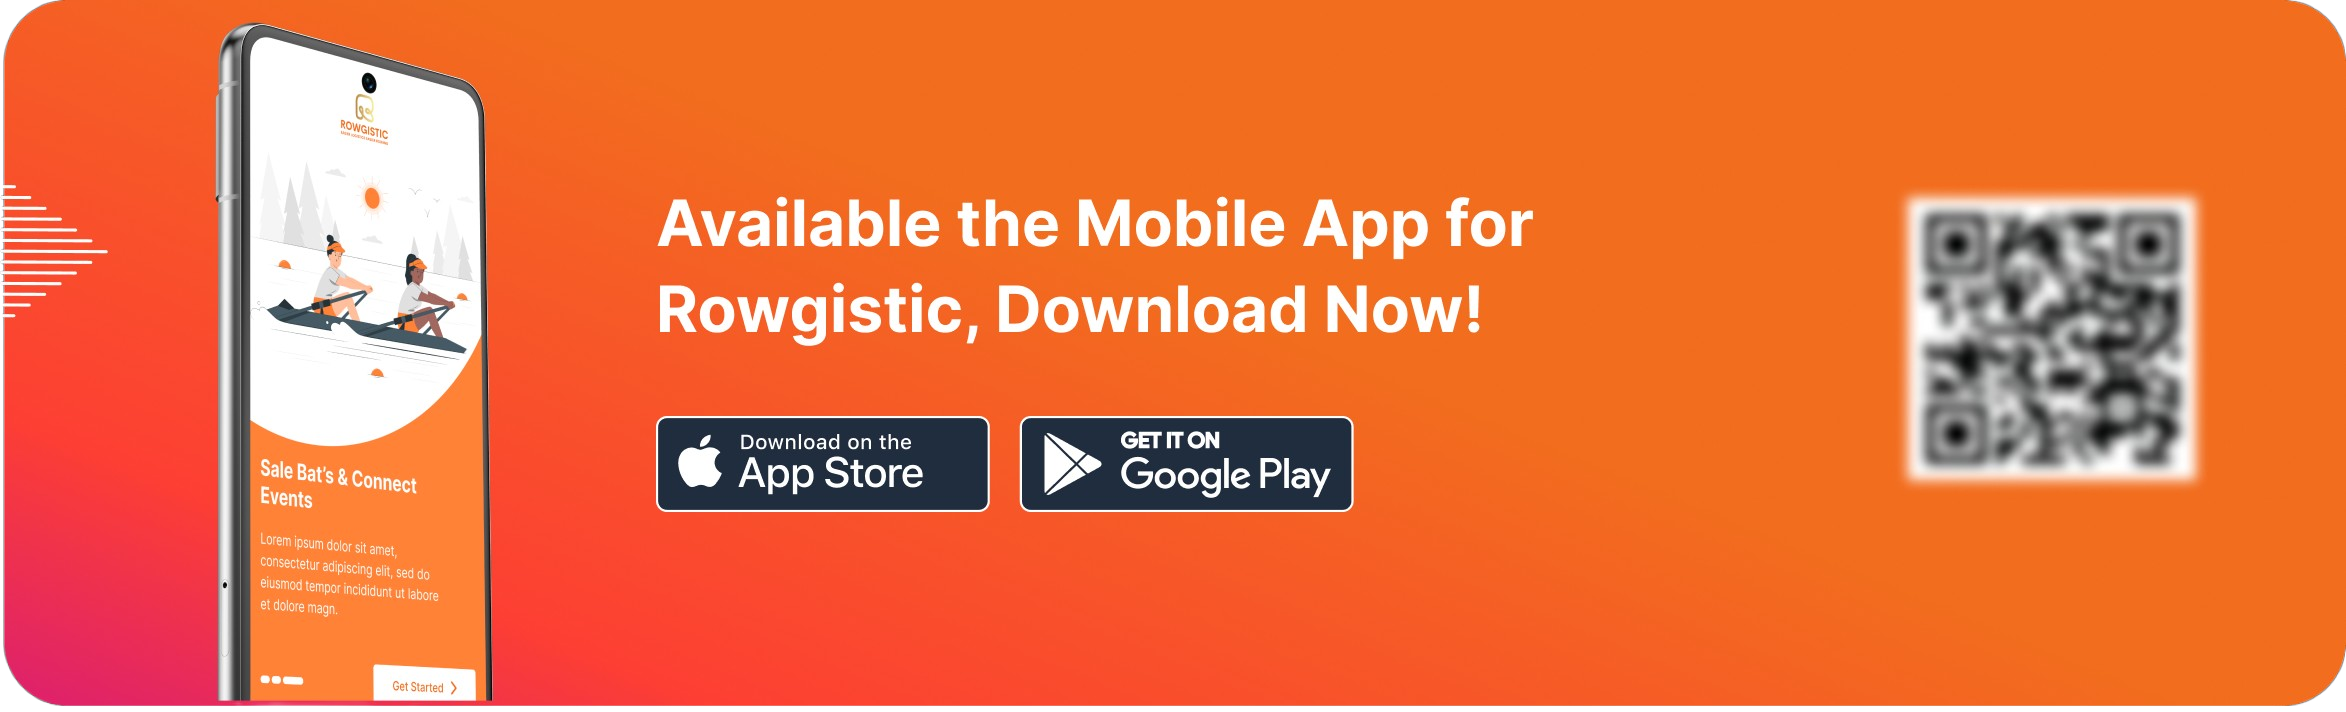 ROWGISTIC
Sale Bat's & Connect
Events
Lorem ipsum dolor sit amet,
consectetur adipiscing elit, sed do
eiusmod tempor incididunt ut labore
et dolore magn.
Get Started
Available the Mobile App for
Rowgistic, Download Now!
Download on the
App Store
GET IT ON
Google Play